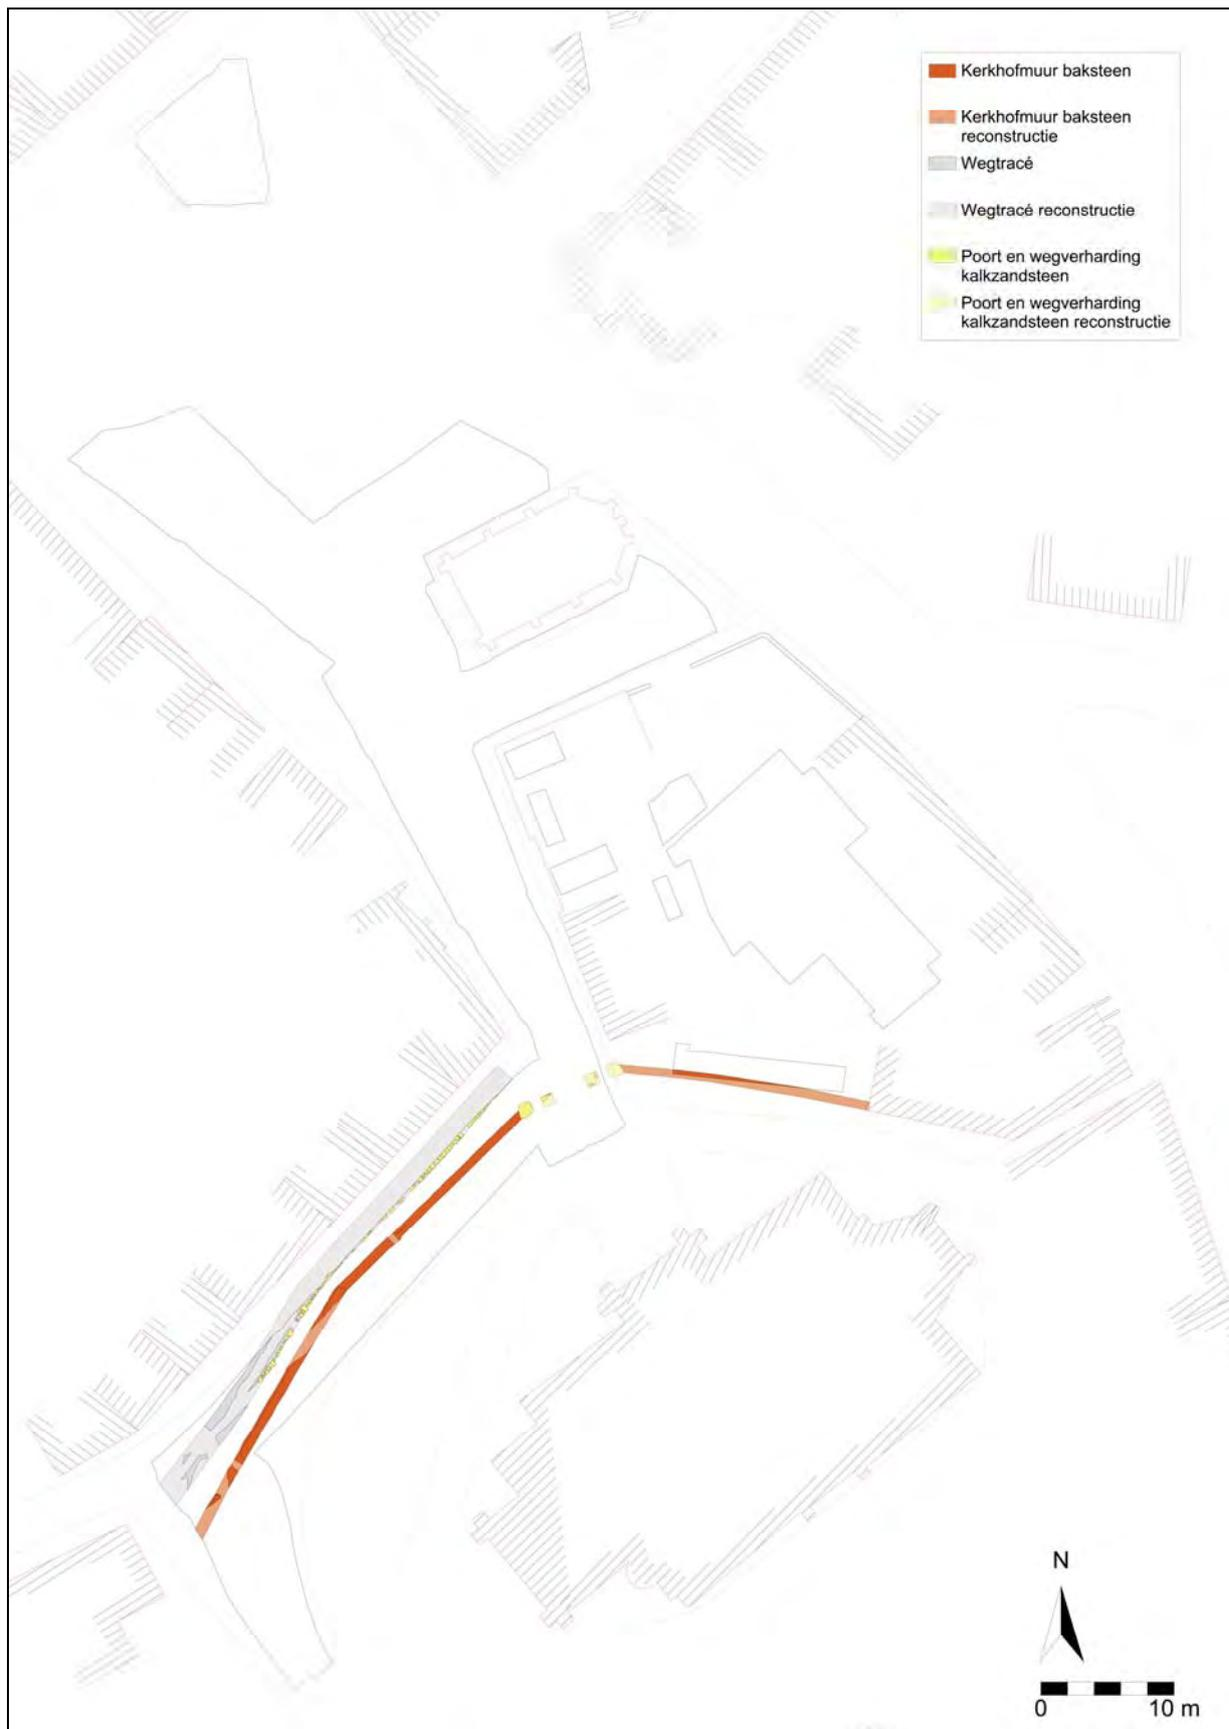 Kerkhofmuur baksteen
Kerkhofmuur baksteen
reconstructie
Wegtracé
Wegtracé reconstructie
Poort en wegverharding
kalkzandsteen
Poort en wegverharding
kalkzandsteen reconstructie
N
0 10 m